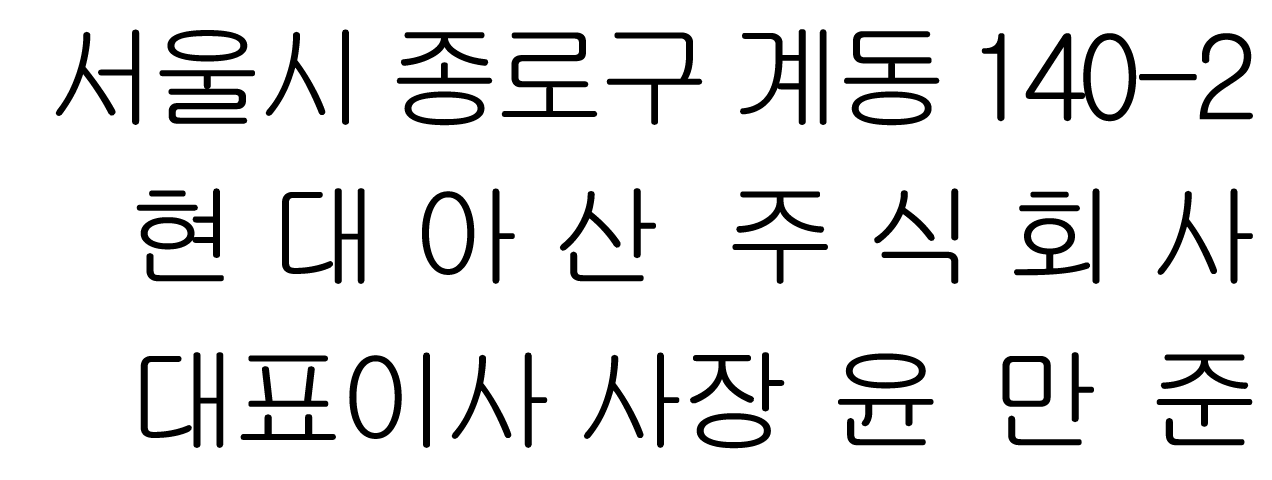 서울시 종로구 계동 140-2
현 대 아 산 주 식 회 사
대표이사 사장 윤 만 준